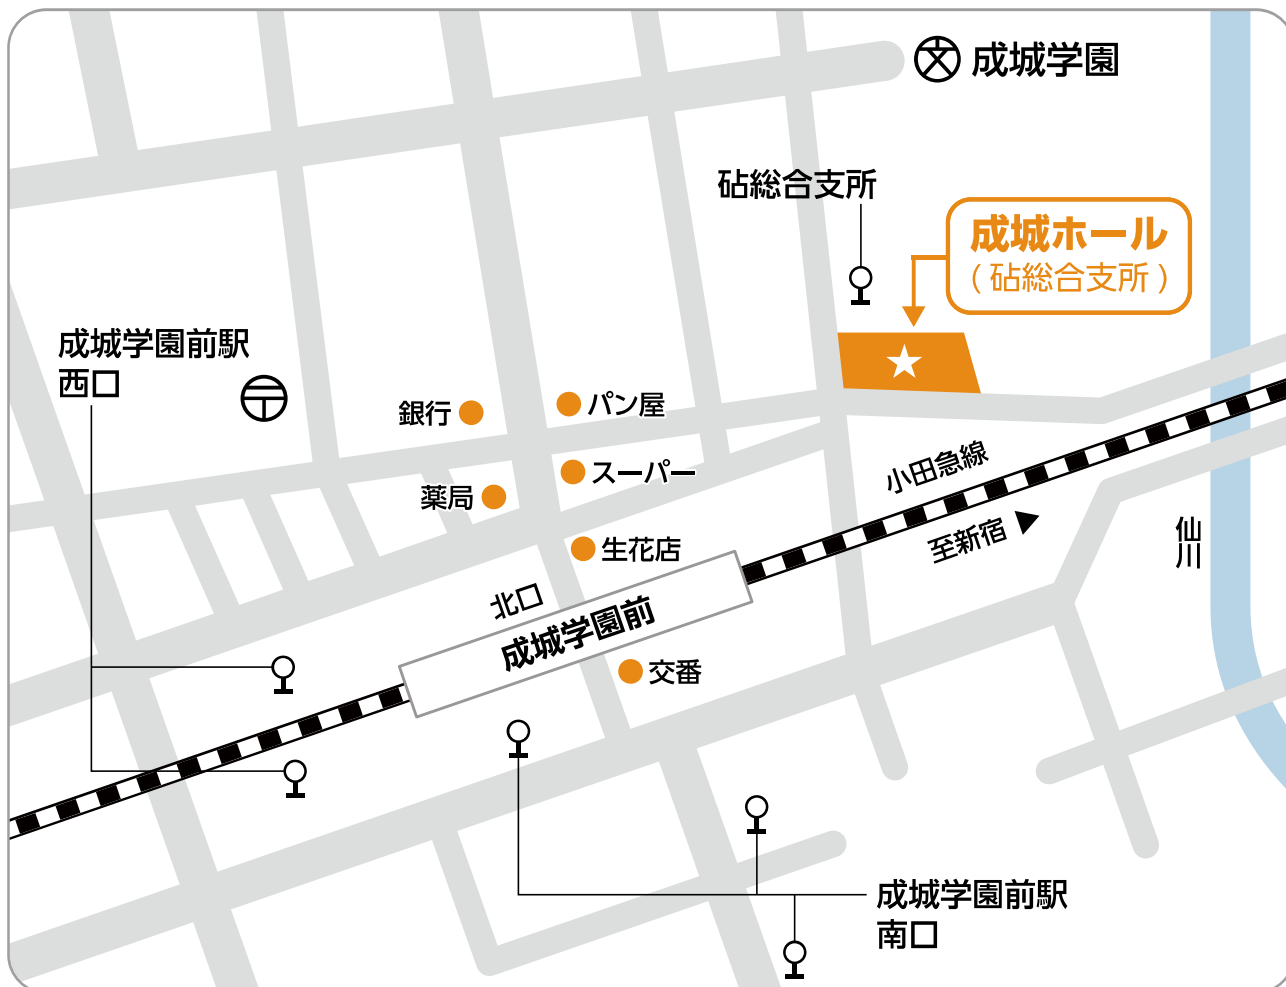 成城学園
砧総合支所
成城ホール
(砧総合支所)
成城学園前駅
西口
銀行
パン屋
スーパー
薬局
生花店
小田急線
至新宿
仙川
北口
成城学園前
交番
成城学園前駅
南口